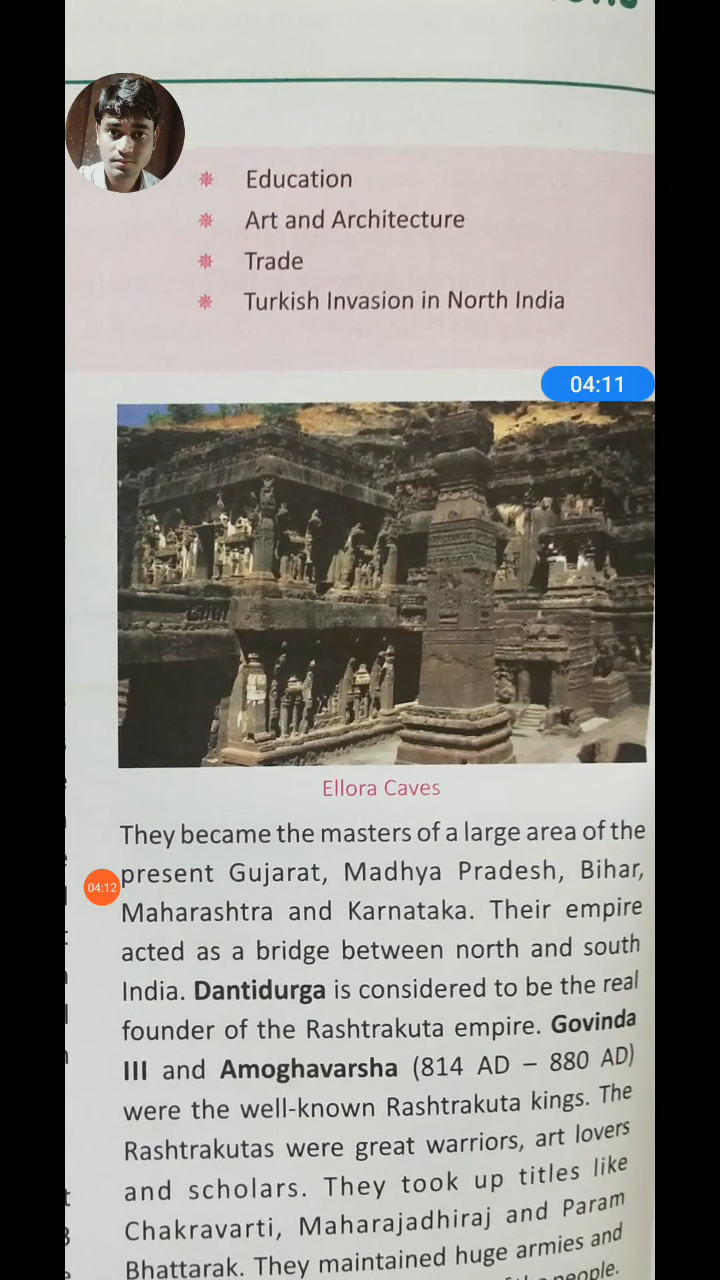 Education
Art and Architecture
Trade
Turkish Invasion in North India
04:11
Ellora Caves
They became the masters of a large area of the
04:12
present Gujarat, Madhya Pradesh, Bihar,
Maharashtra and Karnataka. Their empire
acted as a bridge between north and south
India. Dantidurga is considered to be the real
founder of the Rashtrakuta empire. Govinda
III and Amoghavarsha (814 AD – 880 AD)
were the well-known Rashtrakuta kings. The
Rashtrakutas were great warriors, art lovers
and scholars. They took up titles like
Chakravarti, Maharajadhiraj and Param
Bhattarak. They maintained huge armies and
people.